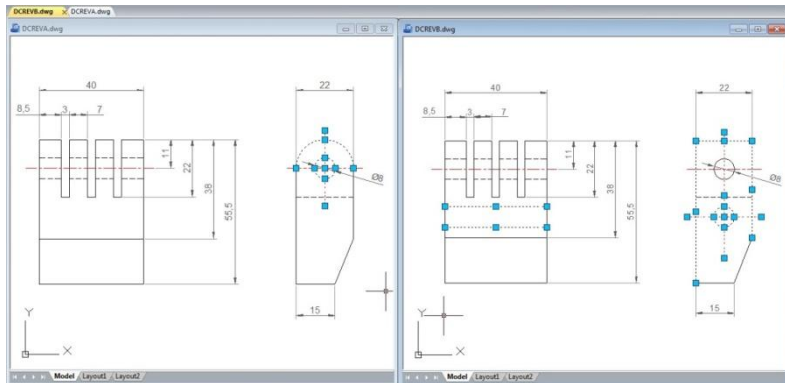 DCREVB.dwg DCREVA.dwg
DCREVA.dwg
40
22
8,5
3
7
11
22
38
55,5
Ø8
15
Y
X
Model Layout1 Layout2
DCREVB.dwg
40
22
8,5
3
7
11
22
38
55,5
Ø8
15
Y
X
Model Layout1 Layout2